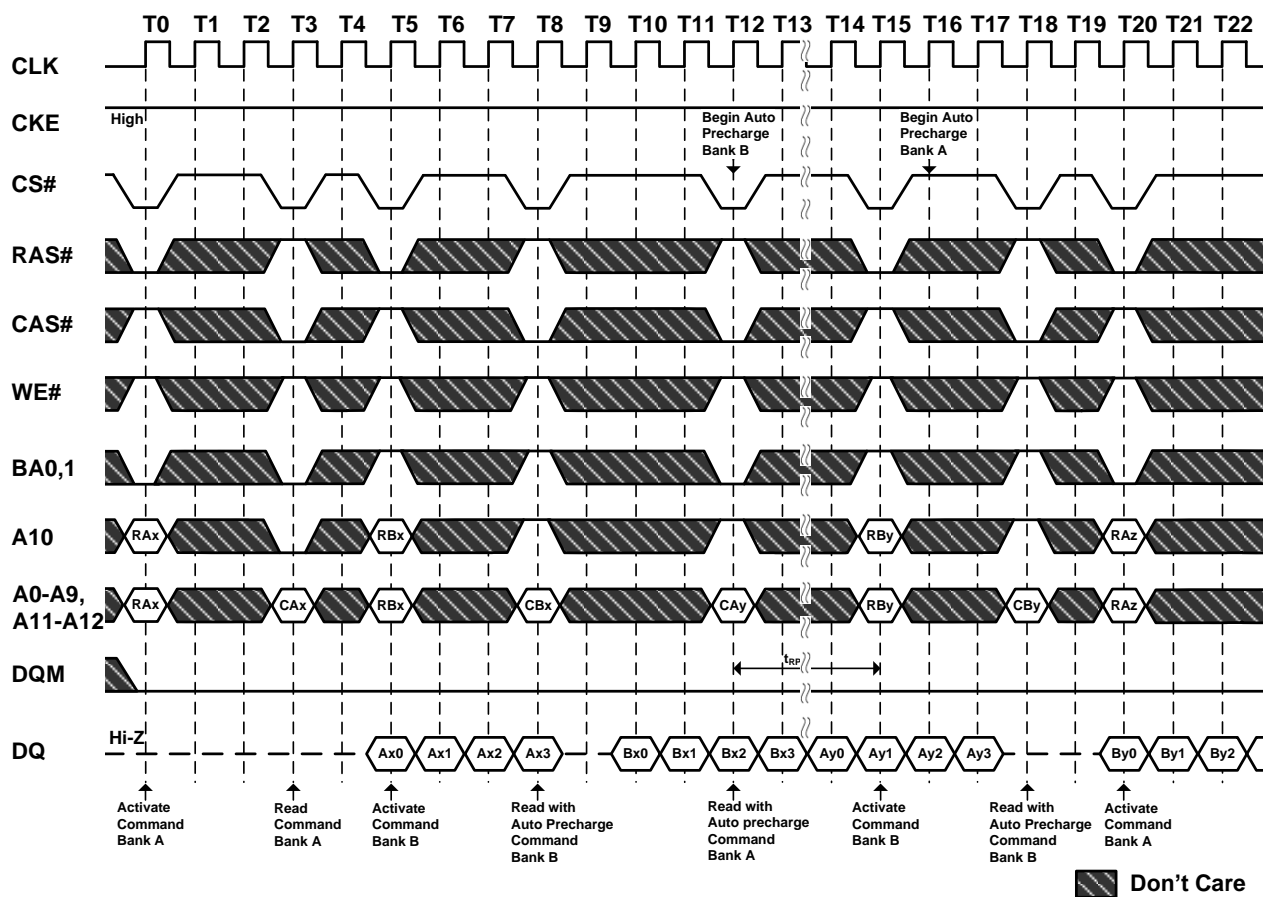 T0 T1 T2 T3 T4 T5 T6 T7 T8 T9 T10 T11 T12 T13 T14 T15 T16 T17 T18 T19 T20 T21 T22
CLK
CKE
High
Begin Auto
Precharge
Bank B
Begin Auto
Precharge
Bank A
CS#
RAS#
CAS#
WE#
BA0,1
A10
RAx RBx RBy RAz
A0-A9,
A11-A12
RAx CAx RBx CBx CAy RBy CBy RAz
DQM
tRP
DQ
Hi-Z
Ax0 Ax1 Ax2 Ax3 Bx0 Bx1 Bx2 Bx3 Ay0 Ay1 Ay2 Ay3 By0 By1 By2
Activate
Command
Bank A
Read
Command
Bank A
Activate
Command
Bank B
Read with
Auto Precharge
Command
Bank B
Read with
Auto precharge
Command
Bank A
Activate
Command
Bank B
Read with
Auto Precharge
Command
Bank B
Activate
Command
Bank A
Don't Care